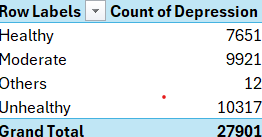 Row Labels Count of Depression
Healthy 7651
Moderate 9921
Others 12
Unhealthy 10317
Grand Total 27901